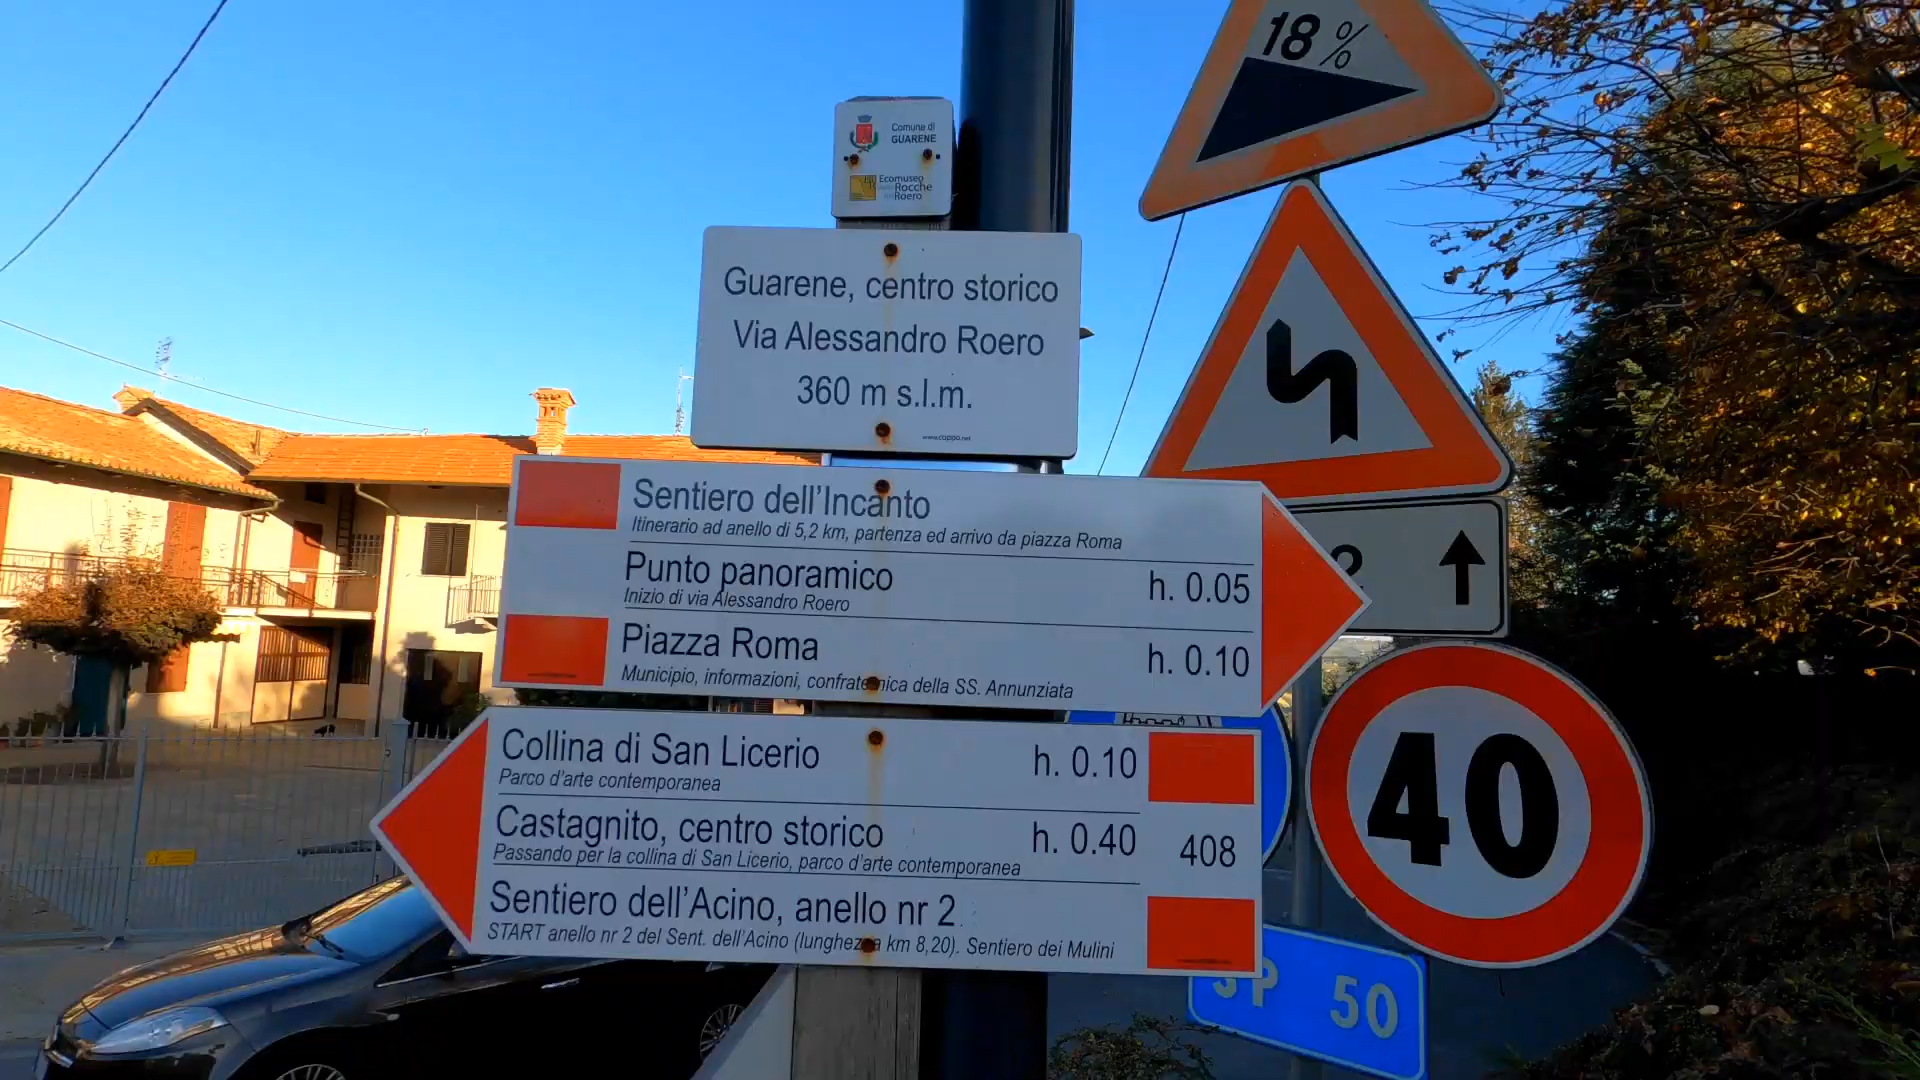 18 %
Comune di
GUARENE
Ecomuseo
Rocche
Roero
Guarene, centro storico
Via Alessandro Roero
360 m s.l.m.
www.coppo.net
Sentiero dell'Incanto
Itinerario ad anello di 5,2 km, partenza ed arrivo da piazza Roma
Punto panoramico h. 0.05
Inizio di via Alessandro Roero
Piazza Roma h. 0.10
Municipio, informazioni, confraternica della SS. Annunziata
2
40
Collina di San Licerio h. 0.10
Parco d'arte contemporanea
Castagnito, centro storico h. 0.40
Passando per la collina di San Licerio, parco d'arte contemporanea
408
Sentiero dell'Acino, anello nr 2
START anello nr 2 del Sent. dell'Acino (lunghezza km 8,20). Sentiero dei Mulini
SP 50